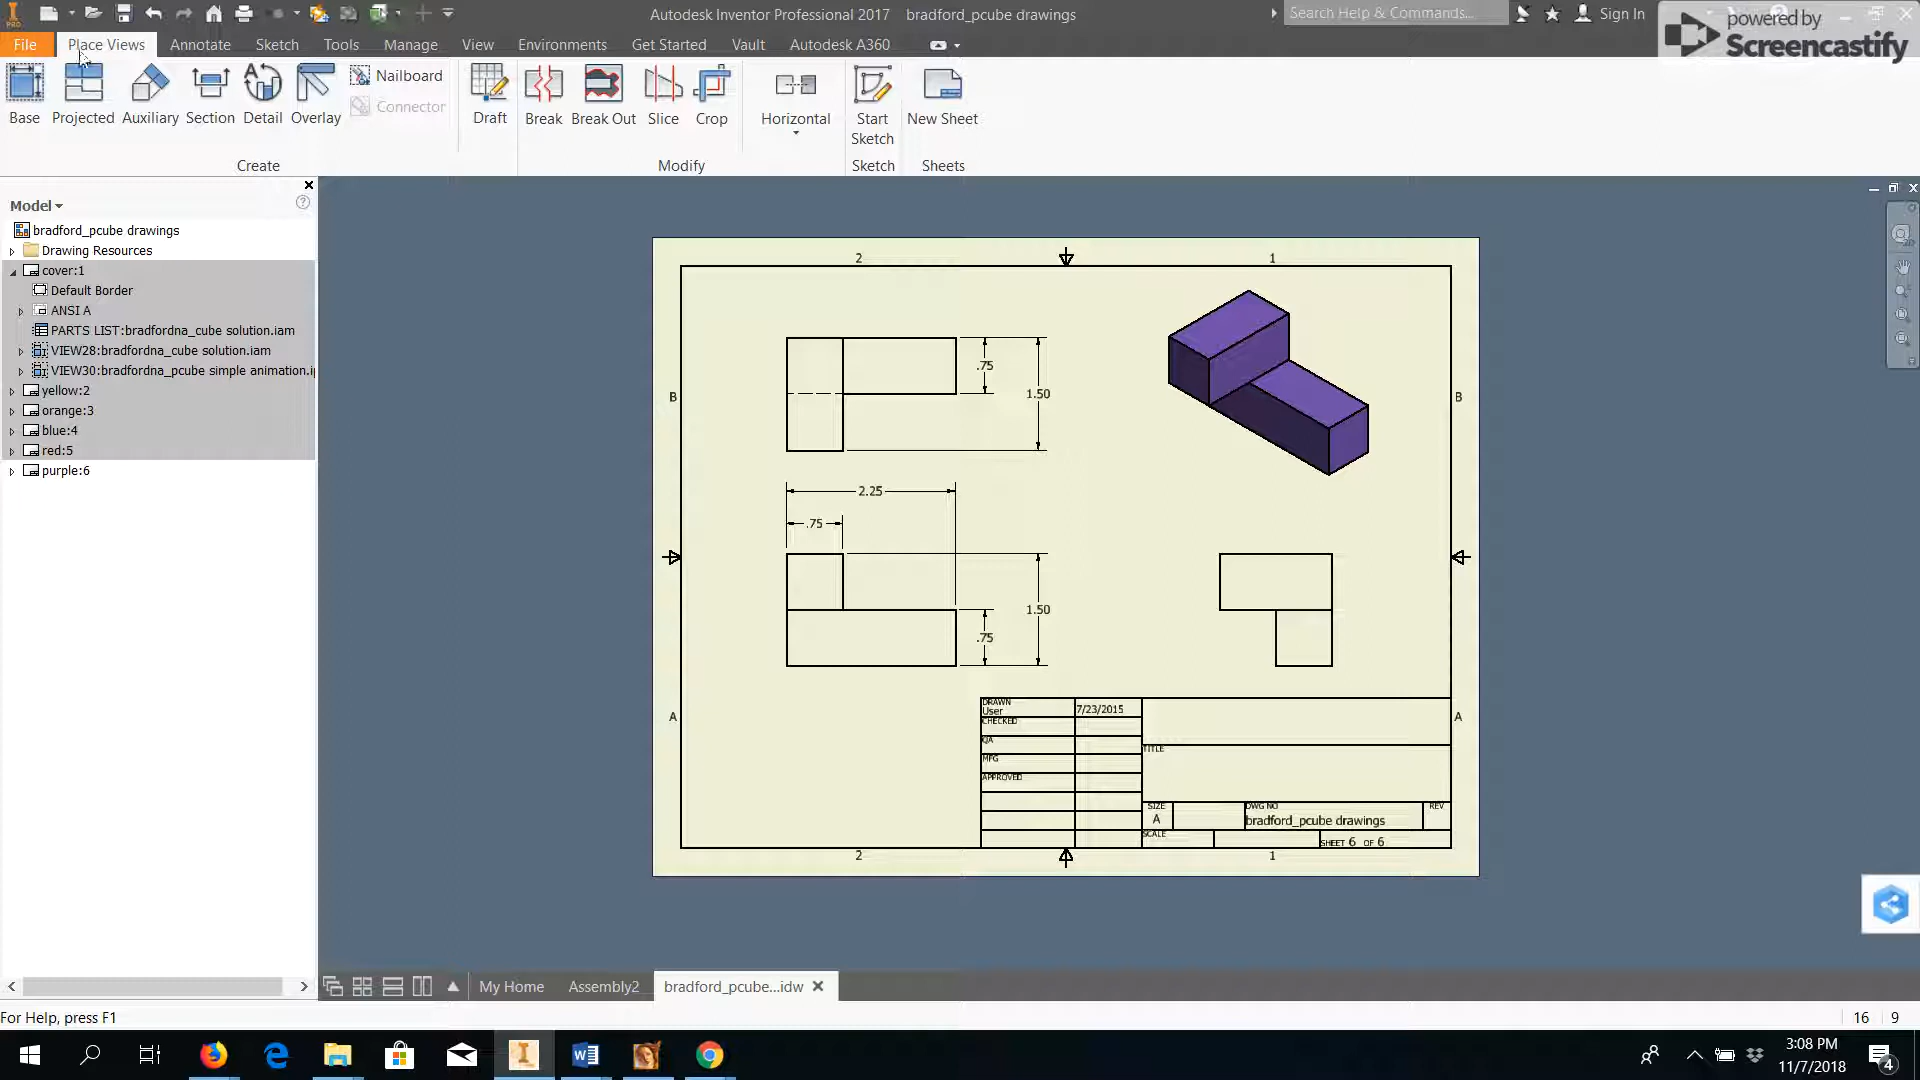 PRO
Autodesk Inventor Professional 2017 bradford_pcube drawings
Search Help & Commands...
Sign In
powered by
Screencastify
File
Place Views
Annotate
Sketch
Tools
Manage
View
Environments
Get Started
Vault
Autodesk A360
Base
Projected
Auxiliary
Section
Detail
Overlay
Nailboard
Connector
Draft
Break
Break Out
Slice
Crop
Horizontal
Start
Sketch
New Sheet
Create
Modify
Sketch
Sheets
Model
bradford_pcube drawings
Drawing Resources
cover:1
Default Border
ANSI A
PARTS LIST:bradfordna_cube solution.iam
VIEW28:bradfordna_cube solution.iam
VIEW30:bradfordna_pcube simple animation.i
yellow:2
orange:3
blue:4
red:5
purple:6
2
1
B
B
.75
1.50
2.25
.75
1.50
.75
A
A
DRAWN
User
7/23/2015
CHECKED
QA
MFG
APPROVED
TITLE
SIZE
A
DWG NO
bradford_pcube drawings
REV
SCALE
SHEET 6 OF 6
2
1
My Home
Assembly2
bradford_pcube...idw
For Help, press F1
16
9
3:08 PM
11/7/2018
4